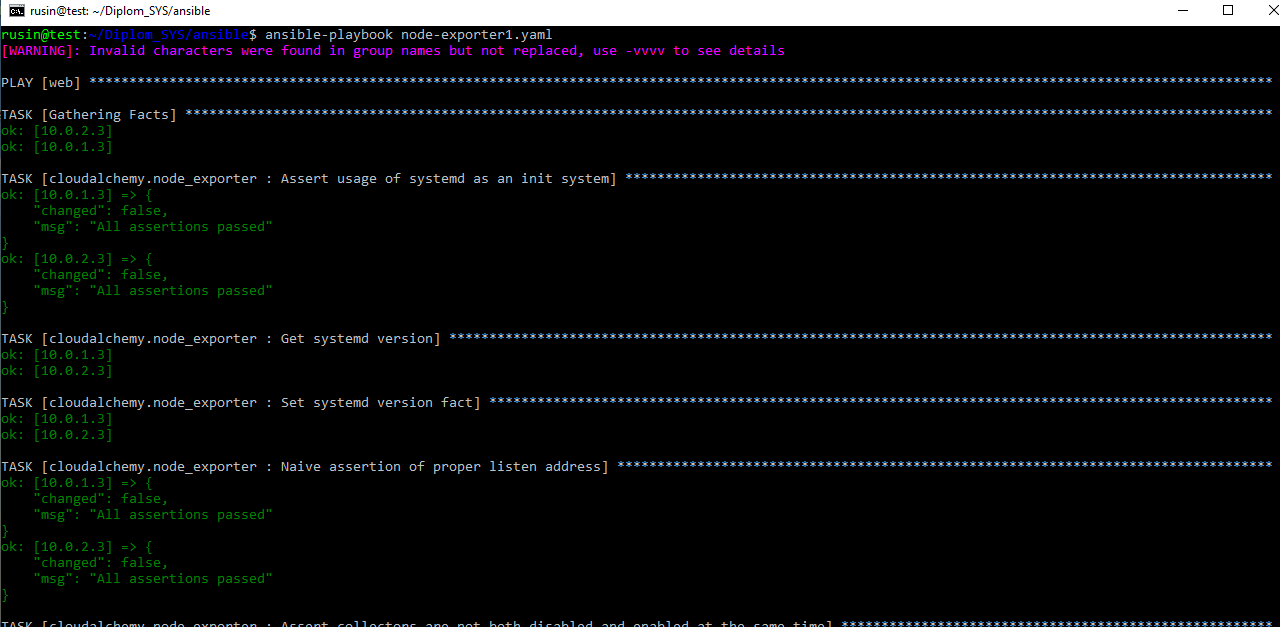 rusin@test: ~/Diplom_SYS/ansible
rusin@test:~/Diplom_SYS/ansible$ ansible-playbook node-exporter1.yaml
[WARNING]: Invalid characters were found in group names but not replaced, use -vvvv to see details
PLAY [web] ****************************************************************************************************************************************************
TASK [Gathering Facts] ****************************************************************************************************************************************
ok: [10.0.2.3]
ok: [10.0.1.3]
TASK [cloudalchemy.node_exporter : Assert usage of systemd as an init system] *********************************************************************************
ok: [10.0.1.3] => {
    "changed": false,
    "msg": "All assertions passed"
}
ok: [10.0.2.3] => {
    "changed": false,
    "msg": "All assertions passed"
}
TASK [cloudalchemy.node_exporter : Get systemd version] *******************************************************************************************************
ok: [10.0.1.3]
ok: [10.0.2.3]
TASK [cloudalchemy.node_exporter : Set systemd version fact] **************************************************************************************************
ok: [10.0.1.3]
ok: [10.0.2.3]
TASK [cloudalchemy.node_exporter : Naive assertion of proper listen address] **********************************************************************************
ok: [10.0.1.3] => {
    "changed": false,
    "msg": "All assertions passed"
}
ok: [10.0.2.3] => {
    "changed": false,
    "msg": "All assertions passed"
}
TASK [cloudalchemy.node_exporter : Assert collectors are not both disabled and enabled at the same time] ******************************************************